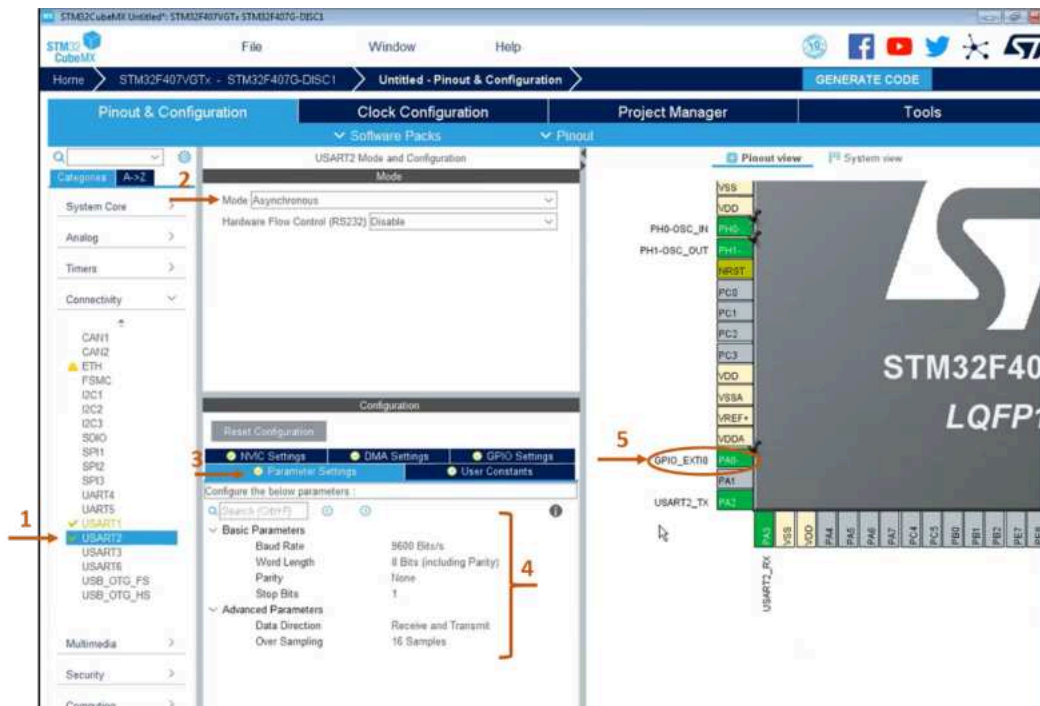 STM32CubeMX Untitled*: STM32F407VGTx STM32F407G-DISC1
STM32 CubeMX
File Window Help
Home STM32F407VGTx - STM32F407G-DISC1 Untitled - Pinout & Configuration GENERATE CODE
Pinout & Configuration Clock Configuration Project Manager Tools
Software Packs Pinout
USART2 Mode and Configuration
Mode
Categories A->Z
2
Mode Asynchronous
Hardware Flow Control (RS232) Disable
System Core
Analog
Timers
Connectivity
CAN1
CAN2
ETH
FSMC
I2C1
I2C2
I2C3
SDIO
SPI1
SPI2
SPI3
UART4
UART5
USART1
1
USART2
USART3
USART6
USB_OTG_FS
USB_OTG_HS
Multimedia
Security
Computing
Configuration
Reset Configuration
NVIC Settings DMA Settings GPIO Settings
3
Parameter Settings User Constants
Configure the below parameters :
Search (Ctrl+F)
Basic Parameters
Baud Rate 9600 Bits/s
Word Length 8 Bits (including Parity)
Parity None
Stop Bits 1
Advanced Parameters
Data Direction Receive and Transmit
Over Sampling 16 Samples
4
Pinout view System view
VSS
VDD
PH0-OSC_IN PH0-
PH1-OSC_OUT PH1-
NRST
PC0
PC1
PC2
PC3
VDD
VSSA
VREF+
VDDA
5
GPIO_EXTI0 PA0-
PA1
USART2_TX PA2
PA3 VSS VDD PA4 PA5 PA6 PA7 PC4 PC5 PB0 PB1 PB2 PE7 PE8
USART2_RX
STM32F40
LQFP1